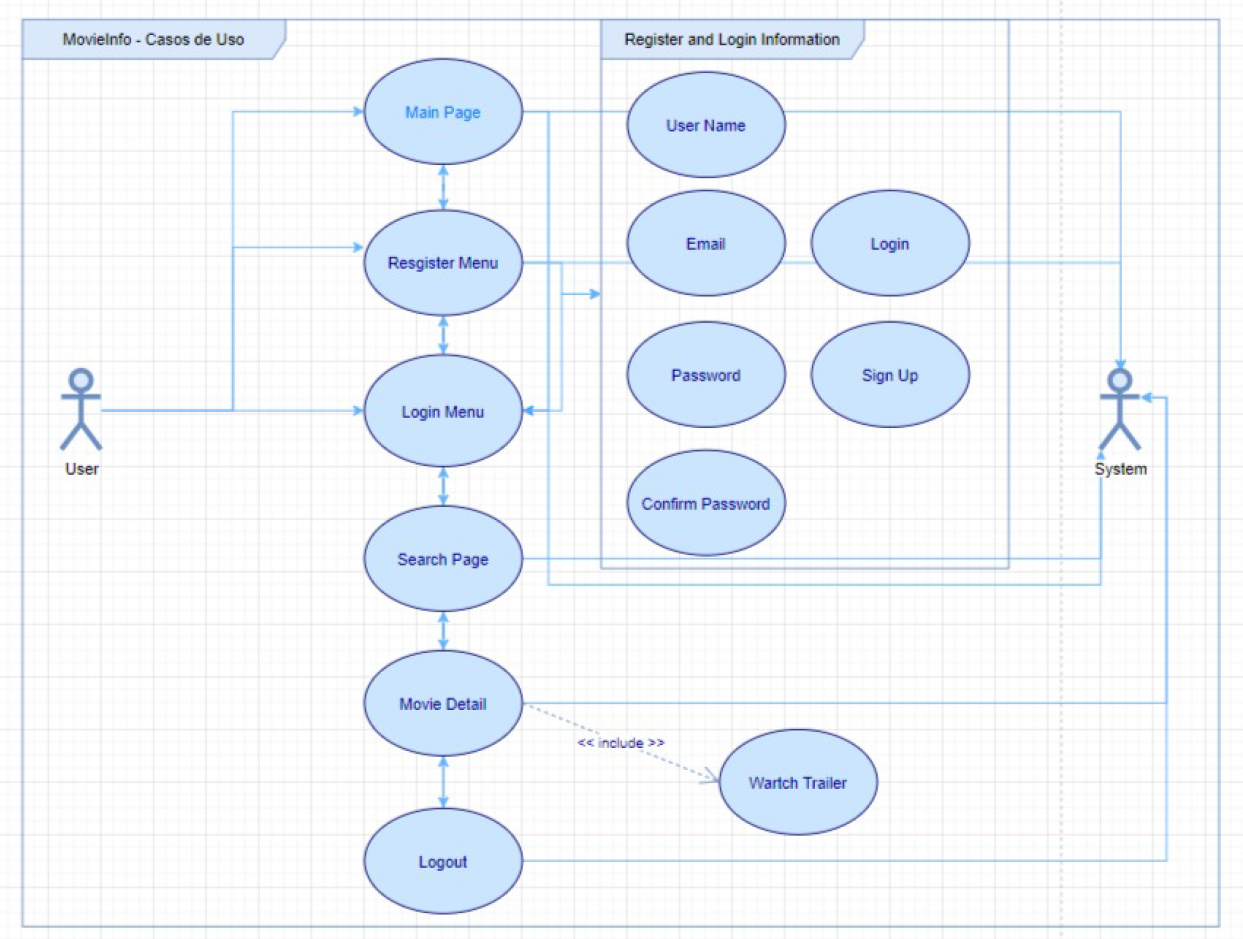 MovieInfo - Casos de Uso
Register and Login Information
Main Page
User Name
Resgister Menu
Email
Login
Login Menu
Password
Sign Up
User
System
Search Page
Confirm Password
Movie Detail
<< include >>
Wartch Trailer
Logout